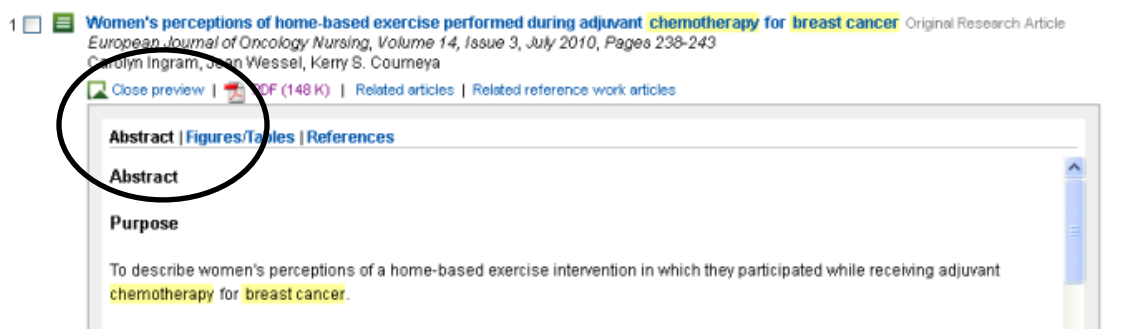 1 Women's perceptions of home-based exercise performed during adjuvant chemotherapy for breast cancer Original Research Article
European Journal of Oncology Nursing, Volume 14, Issue 3, July 2010, Pages 238-243
Carolyn Ingram, Jean Wessel, Kerry S. Courneya
Close preview | PDF (148 K) | Related articles | Related reference work articles
Abstract | Figures/Tables | References
Abstract
Purpose
To describe women's perceptions of a home-based exercise intervention in which they participated while receiving adjuvant
chemotherapy for breast cancer.